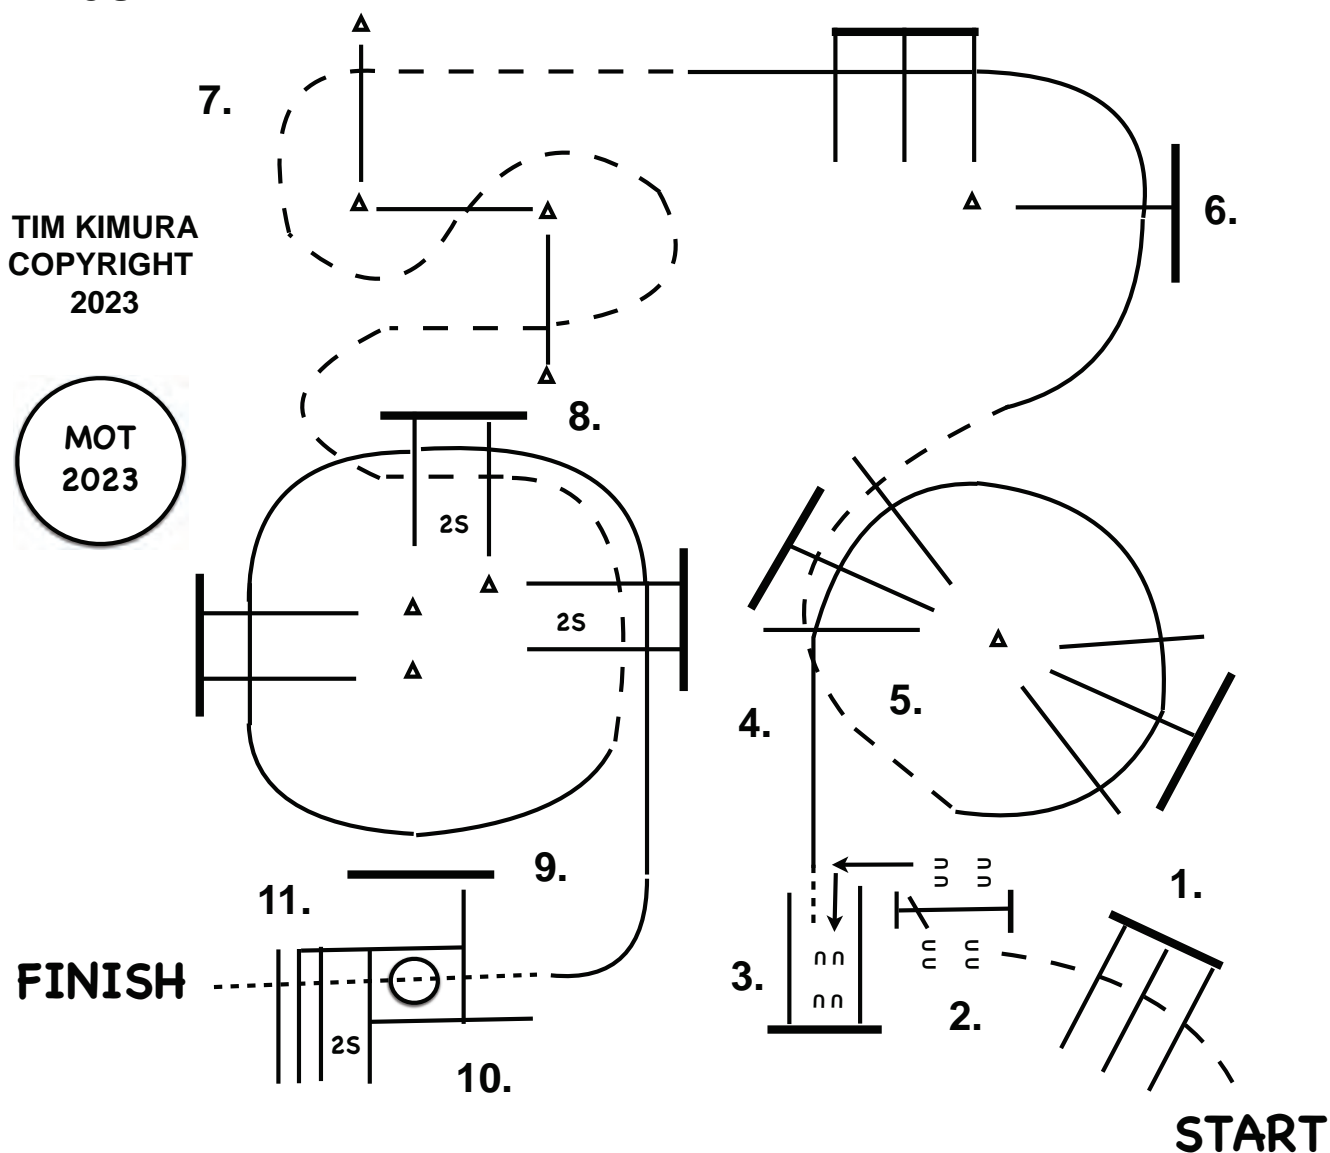 7.
TIM KIMURA
COPYRIGHT
2023
6.
MOT
2023
8.
2S
2S
4.
5.
9.
1.
11.
FINISH
3.
2.
2S
10.
START